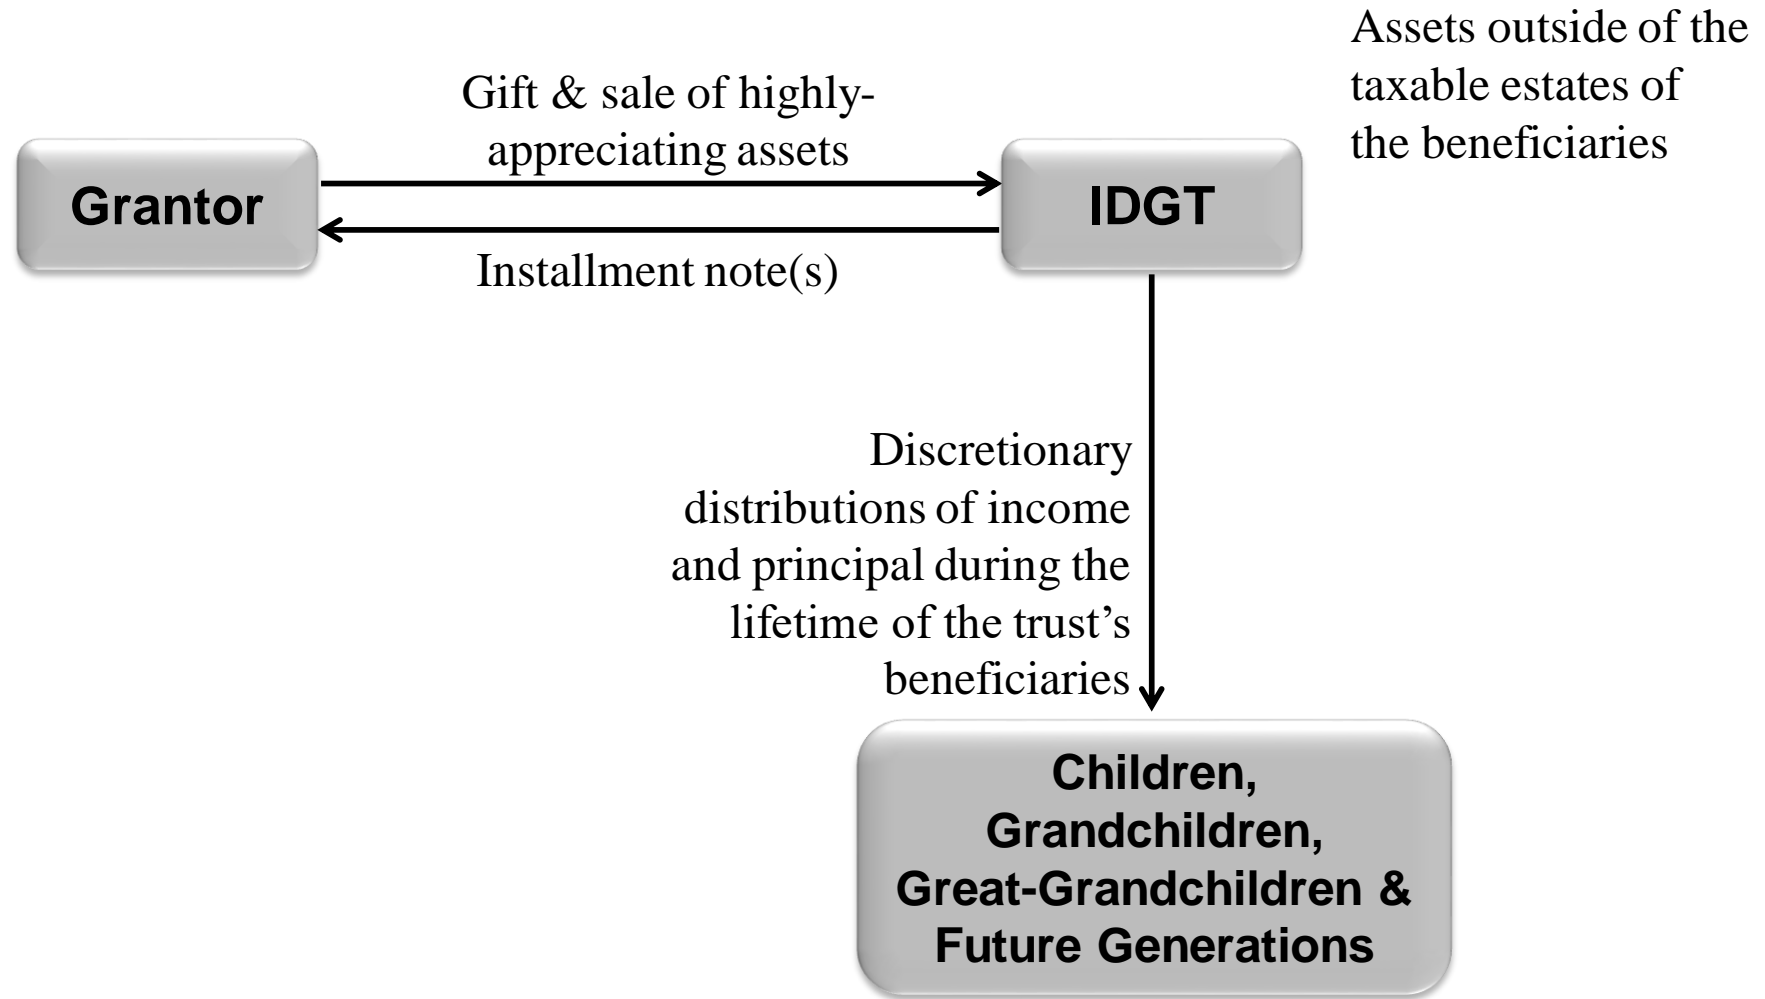 Assets outside of the
taxable estates of
the beneficiaries
Gift & sale of highly-
appreciating assets
Grantor
IDGT
Installment note(s)
Discretionary
distributions of income
and principal during the
lifetime of the trust’s
beneficiaries
Children,
Grandchildren,
Great-Grandchildren &
Future Generations